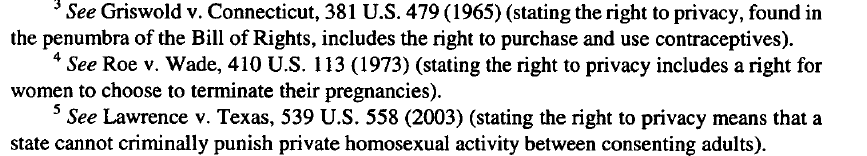 ³ See Griswold v. Connecticut, 381 U.S. 479 (1965) (stating the right to privacy, found in
the penumbra of the Bill of Rights, includes the right to purchase and use contraceptives).
⁴ See Roe v. Wade, 410 U.S. 113 (1973) (stating the right to privacy includes a right for
women to choose to terminate their pregnancies).
⁵ See Lawrence v. Texas, 539 U.S. 558 (2003) (stating the right to privacy means that a
state cannot criminally punish private homosexual activity between consenting adults).